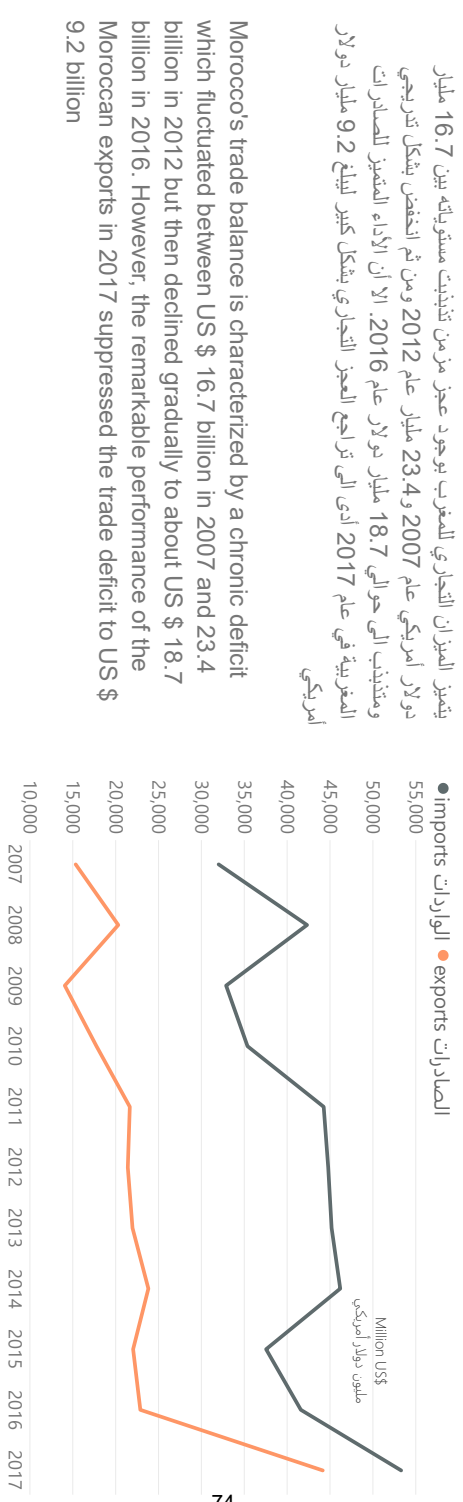 يتميز الميزان التجاري للمغرب بوجود عجز مزمن تذبذبت مستوياته بين 16.7 مليار
دولار أمريكي عام 2007 و 23.4 مليار عام 2012 ومن ثم انخفض بشكل تدريجي
ومتذبذب الى حوالي 18.7 مليار دولار عام 2016. الا أن الأداء المتميز للصادرات
المغربية في عام 2017 أدى الى تراجع العجز التجاري بشكل كبير ليبلغ 9.2 مليار دولار
أمريكي
Morocco's trade balance is characterized by a chronic deficit
which fluctuated between US $ 16.7 billion in 2007 and 23.4
billion in 2012 but then declined gradually to about US $ 18.7
billion in 2016. However, the remarkable performance of the
Moroccan exports in 2017 suppressed the trade deficit to US $
9.2 billion
imports الواردات exports الصادرات
55,000
50,000
45,000
40,000
35,000
30,000
25,000
20,000
15,000
10,000
Million US$
مليون دولار أمريكي
2007 2008 2009 2010 2011 2012 2013 2014 2015 2016 2017
74